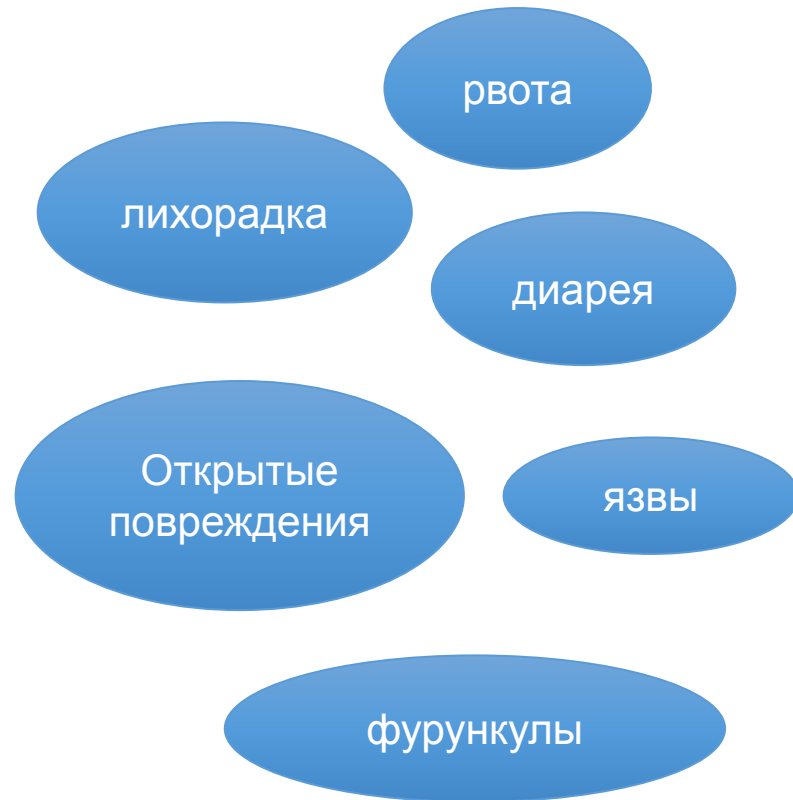 рвота
лихорадка
диарея
Открытые
повреждения
язвы
фурункулы